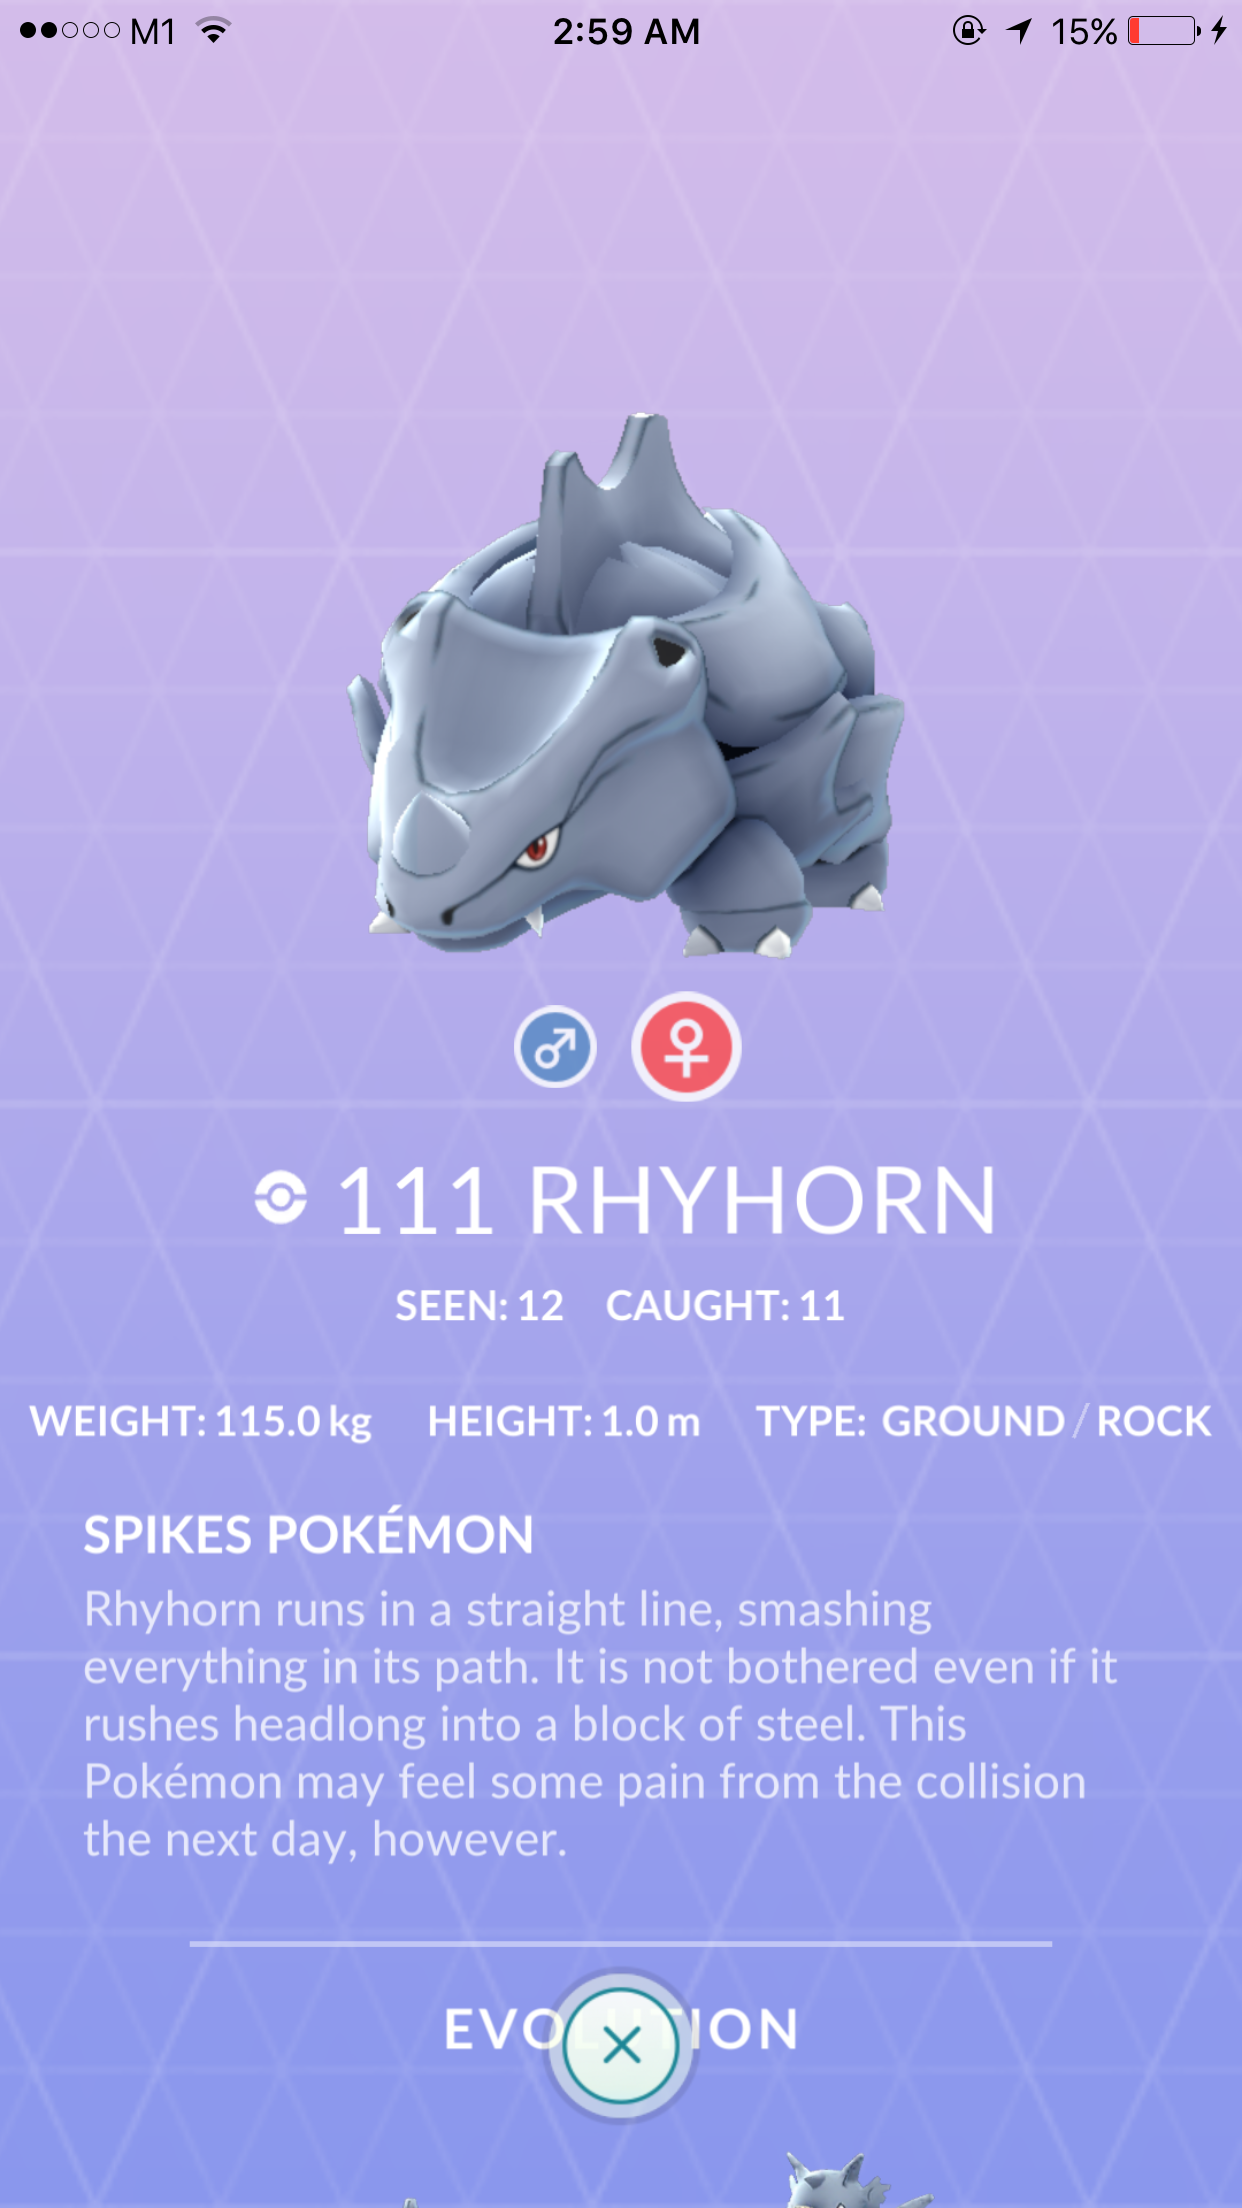 M1 2:59 AM 15%
111 RHYHORN
SEEN: 12 CAUGHT: 11
WEIGHT: 115.0 kg HEIGHT: 1.0 m TYPE: GROUND / ROCK
SPIKES POKÉMON
Rhyhorn runs in a straight line, smashing
everything in its path. It is not bothered even if it
rushes headlong into a block of steel. This
Pokémon may feel some pain from the collision
the next day, however.
EVOLUTION